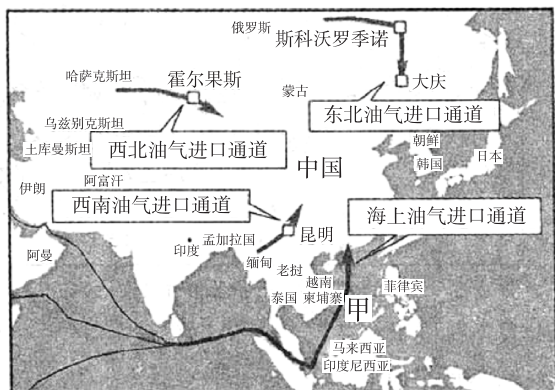 俄罗斯
斯科沃罗季诺
哈萨克斯坦
霍尔果斯
蒙古
大庆
东北油气进口通道
乌兹别克斯坦
土库曼斯坦
西北油气进口通道
朝鲜
韩国
日本
中国
伊朗
阿富汗
西南油气进口通道
海上油气进口通道
昆明
阿曼
印度
孟加拉国
缅甸
老挝
越南
泰国
柬埔寨
甲
菲律宾
马来西亚
印度尼西亚